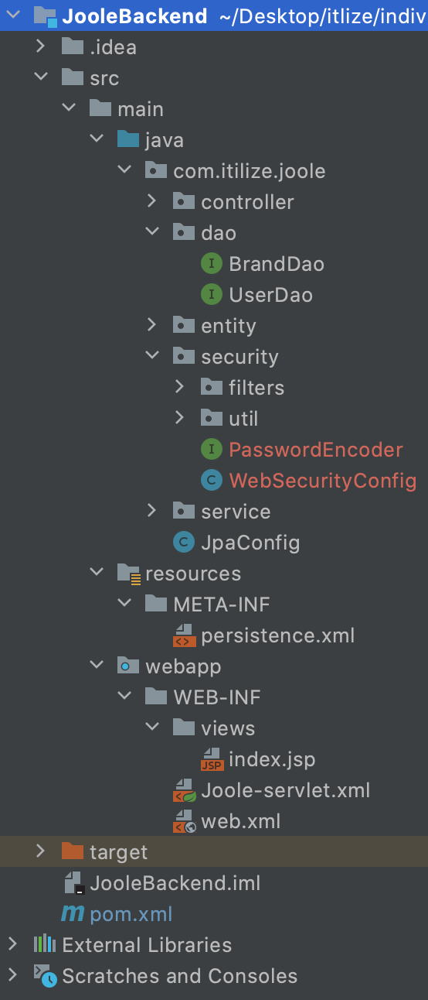 JooleBackend ~/Desktop/itlize/indiv
.idea
src
main
java
com.itilize.joole
controller
dao
I BrandDao
I UserDao
entity
security
filters
util
I PasswordEncoder
C WebSecurityConfig
service
C JpaConfig
resources
META-INF
<> persistence.xml
webapp
WEB-INF
views
JSP index.jsp
Joole-servlet.xml
web.xml
target
JooleBackend.iml
m pom.xml
External Libraries
Scratches and Consoles